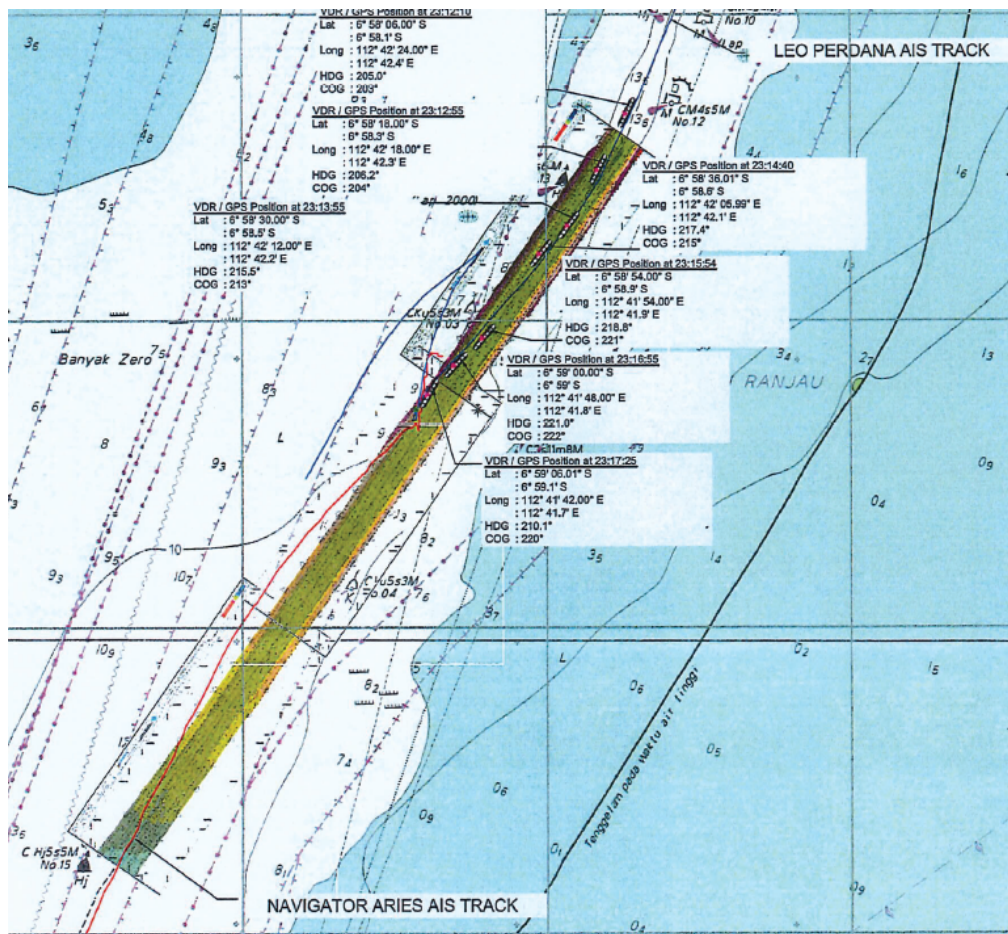 VDR / GPS Position at 23:12:10
Lat : 6° 58' 06.00" S
: 6° 58.1' S
Long : 112° 42' 24.00" E
: 112° 42.4' E
HDG : 205.0°
COG : 203°
No.10
LEO PERDANA AIS TRACK
VDR / GPS Position at 23:12:55
Lat : 6° 58' 18.00" S
: 6° 58.3' S
Long : 112° 42' 18.00" E
: 112° 42.3' E
HDG : 206.2°
COG : 204°
CM4s5M
No.12
VDR / GPS Position at 23:14:40
Lat : 6° 58' 36.01" S
: 6° 58.6' S
Long : 112° 42' 05.99" E
: 112° 42.1' E
HDG : 217.4°
COG : 215°
VDR / GPS Position at 23:13:55
Lat : 6° 58' 30.00" S
: 6° 58.5' S
Long : 112° 42' 12.00" E
: 112° 42.2' E
HDG : 215.5°
COG : 213°
VDR / GPS Position at 23:15:54
Lat : 6° 58' 54.00" S
: 6° 58.9' S
Long : 112° 41' 54.00" E
: 112° 41.9' E
HDG : 218.8°
COG : 221°
No.03
Banyak Zero
RANJAU
VDR / GPS Position at 23:16:55
Lat : 6° 59' 00.00" S
: 6° 59' S
Long : 112° 41' 48.00" E
: 112° 41.8' E
HDG : 221.0°
COG : 222°
VDR / GPS Position at 23:17:25
Lat : 6° 59' 06.01" S
: 6° 59.1' S
Long : 112° 41' 42.00" E
: 112° 41.7' E
HDG : 210.1°
COG : 220°
Tenggelam pada waktu air tinggi
C Hj5s5M
No.15
Hj
NAVIGATOR ARIES AIS TRACK